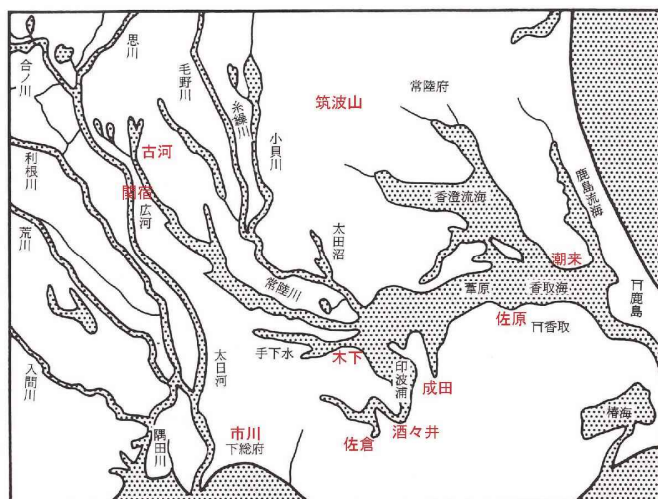 合ノ川
思川
毛野川
糸繰川
小貝川
筑波山
常陸府
古河
関宿
広河
利根川
荒川
入間川
太日河
隅田川
常陸川
太田沼
手下水
木下
印波浦
成田
市川
下総府
佐倉
酒々井
香澄流海
鹿島流海
潮来
葦原
香取海
佐原
⛩香取
⛩鹿島
椿海